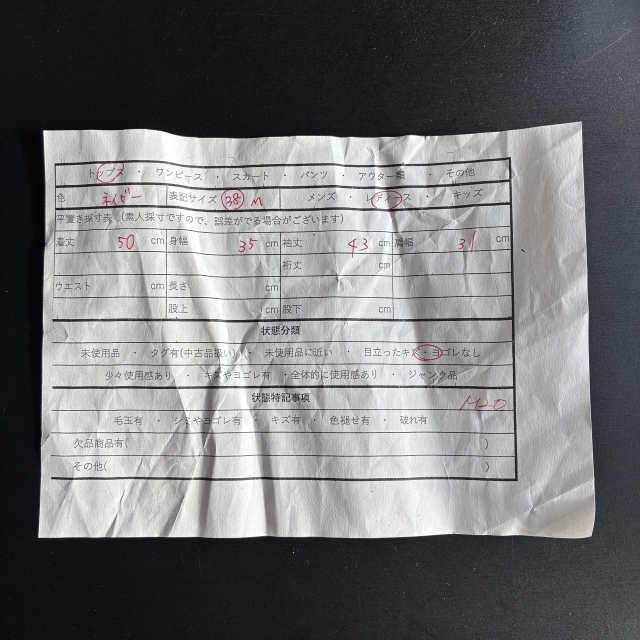 トップス ・ ワンピース ・ スカート ・ パンツ ・ アウター類 ・ その他
色 ネイビー 表記サイズ 38 M メンズ ・ レディース ・ キッズ
平置き採寸表 (素人採寸ですので、誤差がでる場合がございます)
着丈 50 cm 身幅 35 cm 袖丈 43 cm 肩幅 31 cm
cm cm 裄丈 cm
ウエスト cm 長さ cm
股上 cm 股下 cm
状態分類
未使用品 ・ タグ有(中古品扱い) ・ 未使用品に近い ・ 目立ったキズ・ヨゴレなし
少々使用感あり ・ キズやヨゴレ有 ・全体的に使用感あり ・ ジャンク品
状態特記事項
毛玉有 ・ シミやヨゴレ有 ・ キズ有 ・ 色褪せ有 ・ 破れ有
欠品商品有( )
その他( )